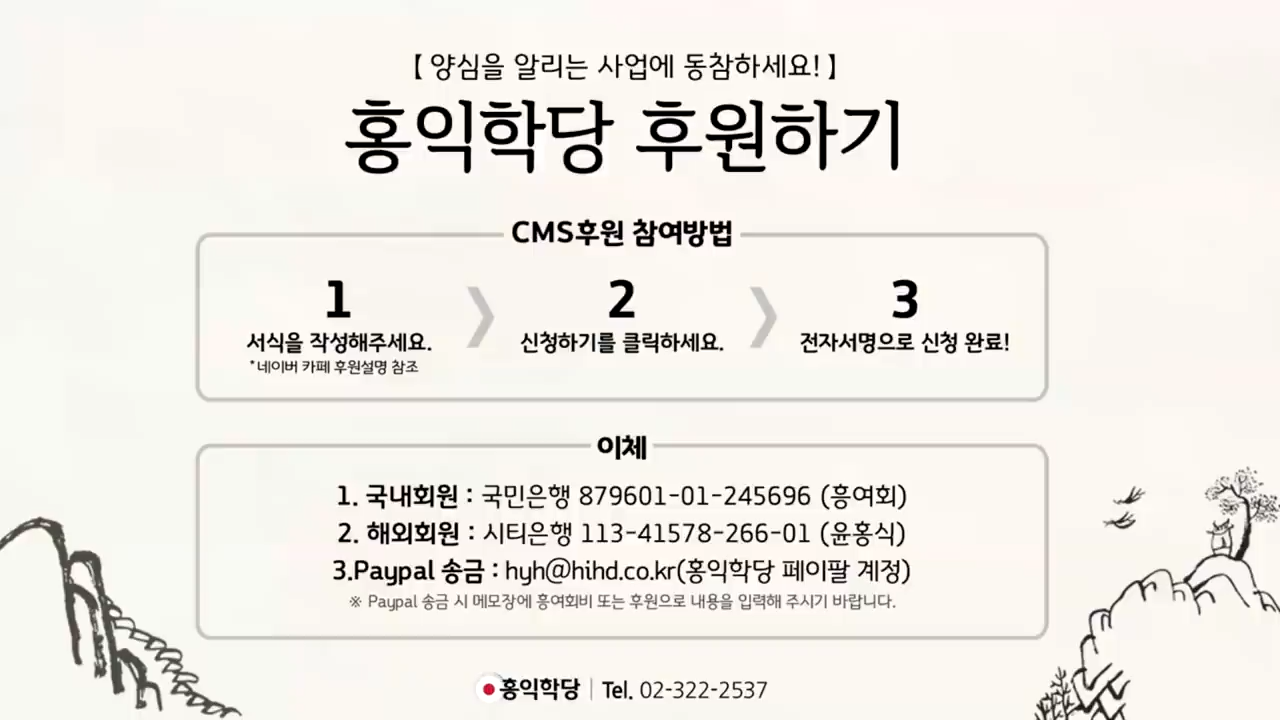 【 양심을 알리는 사업에 동참하세요! 】
홍익학당 후원하기
CMS후원 참여방법
1
서식을 작성해주세요.
*네이버 카페 후원설명 참조
2
신청하기를 클릭하세요.
3
전자서명으로 신청 완료!
이체
1. 국내회원 : 국민은행 879601-01-245696 (흥여회)
2. 해외회원 : 시티은행 113-41578-266-01 (윤홍식)
3.Paypal 송금 : hyh@hihd.co.kr(홍익학당 페이팔 계정)
※ Paypal 송금 시 메모장에 흥여회비 또는 후원으로 내용을 입력해 주시기 바랍니다.
홍익학당 | Tel. 02-322-2537